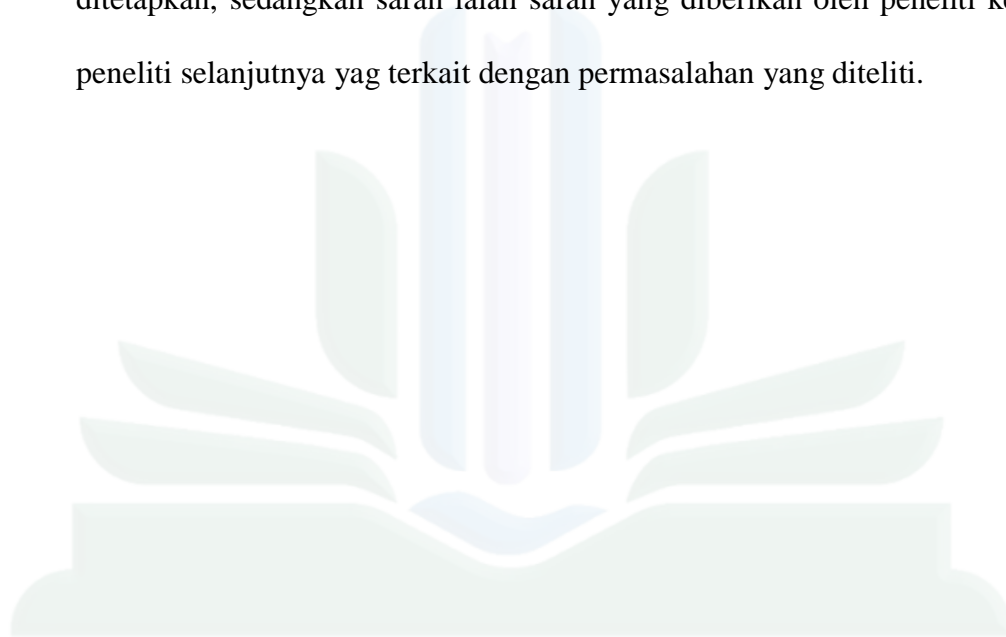 ditetapkan, sedangkan saran ialah saran yang diberikan oleh peneliti
peneliti selanjutnya yag terkait dengan permasalahan yang diteliti.